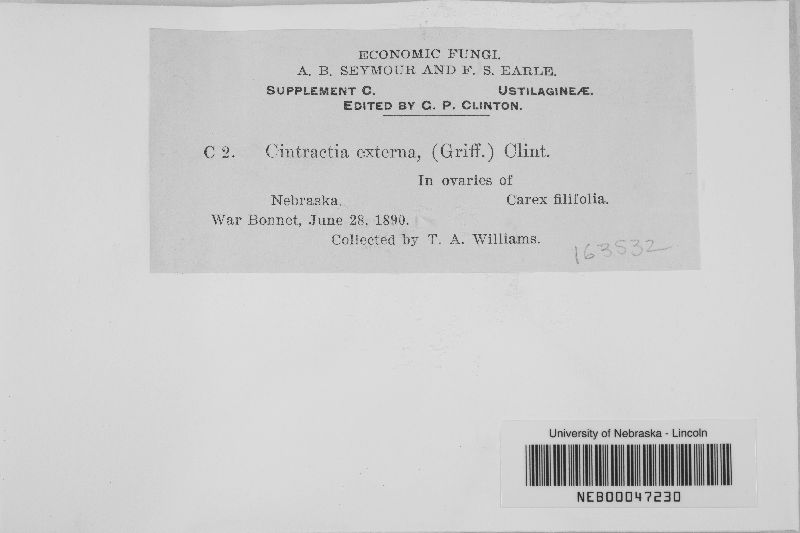 ECONOMIC FUNGI.
A. B. SEYMOUR AND F. S. EARLE.
SUPPLEMENT C. USTILAGINEÆ.
EDITED BY G. P. CLINTON.
C 2. Cintractia externa, (Griff.) Clint.
In ovaries of
Nebraska. Carex filifolia.
War Bonnet, June 28, 1890.
Collected by T. A. Williams.
163532
University of Nebraska - Lincoln
NEB00047230